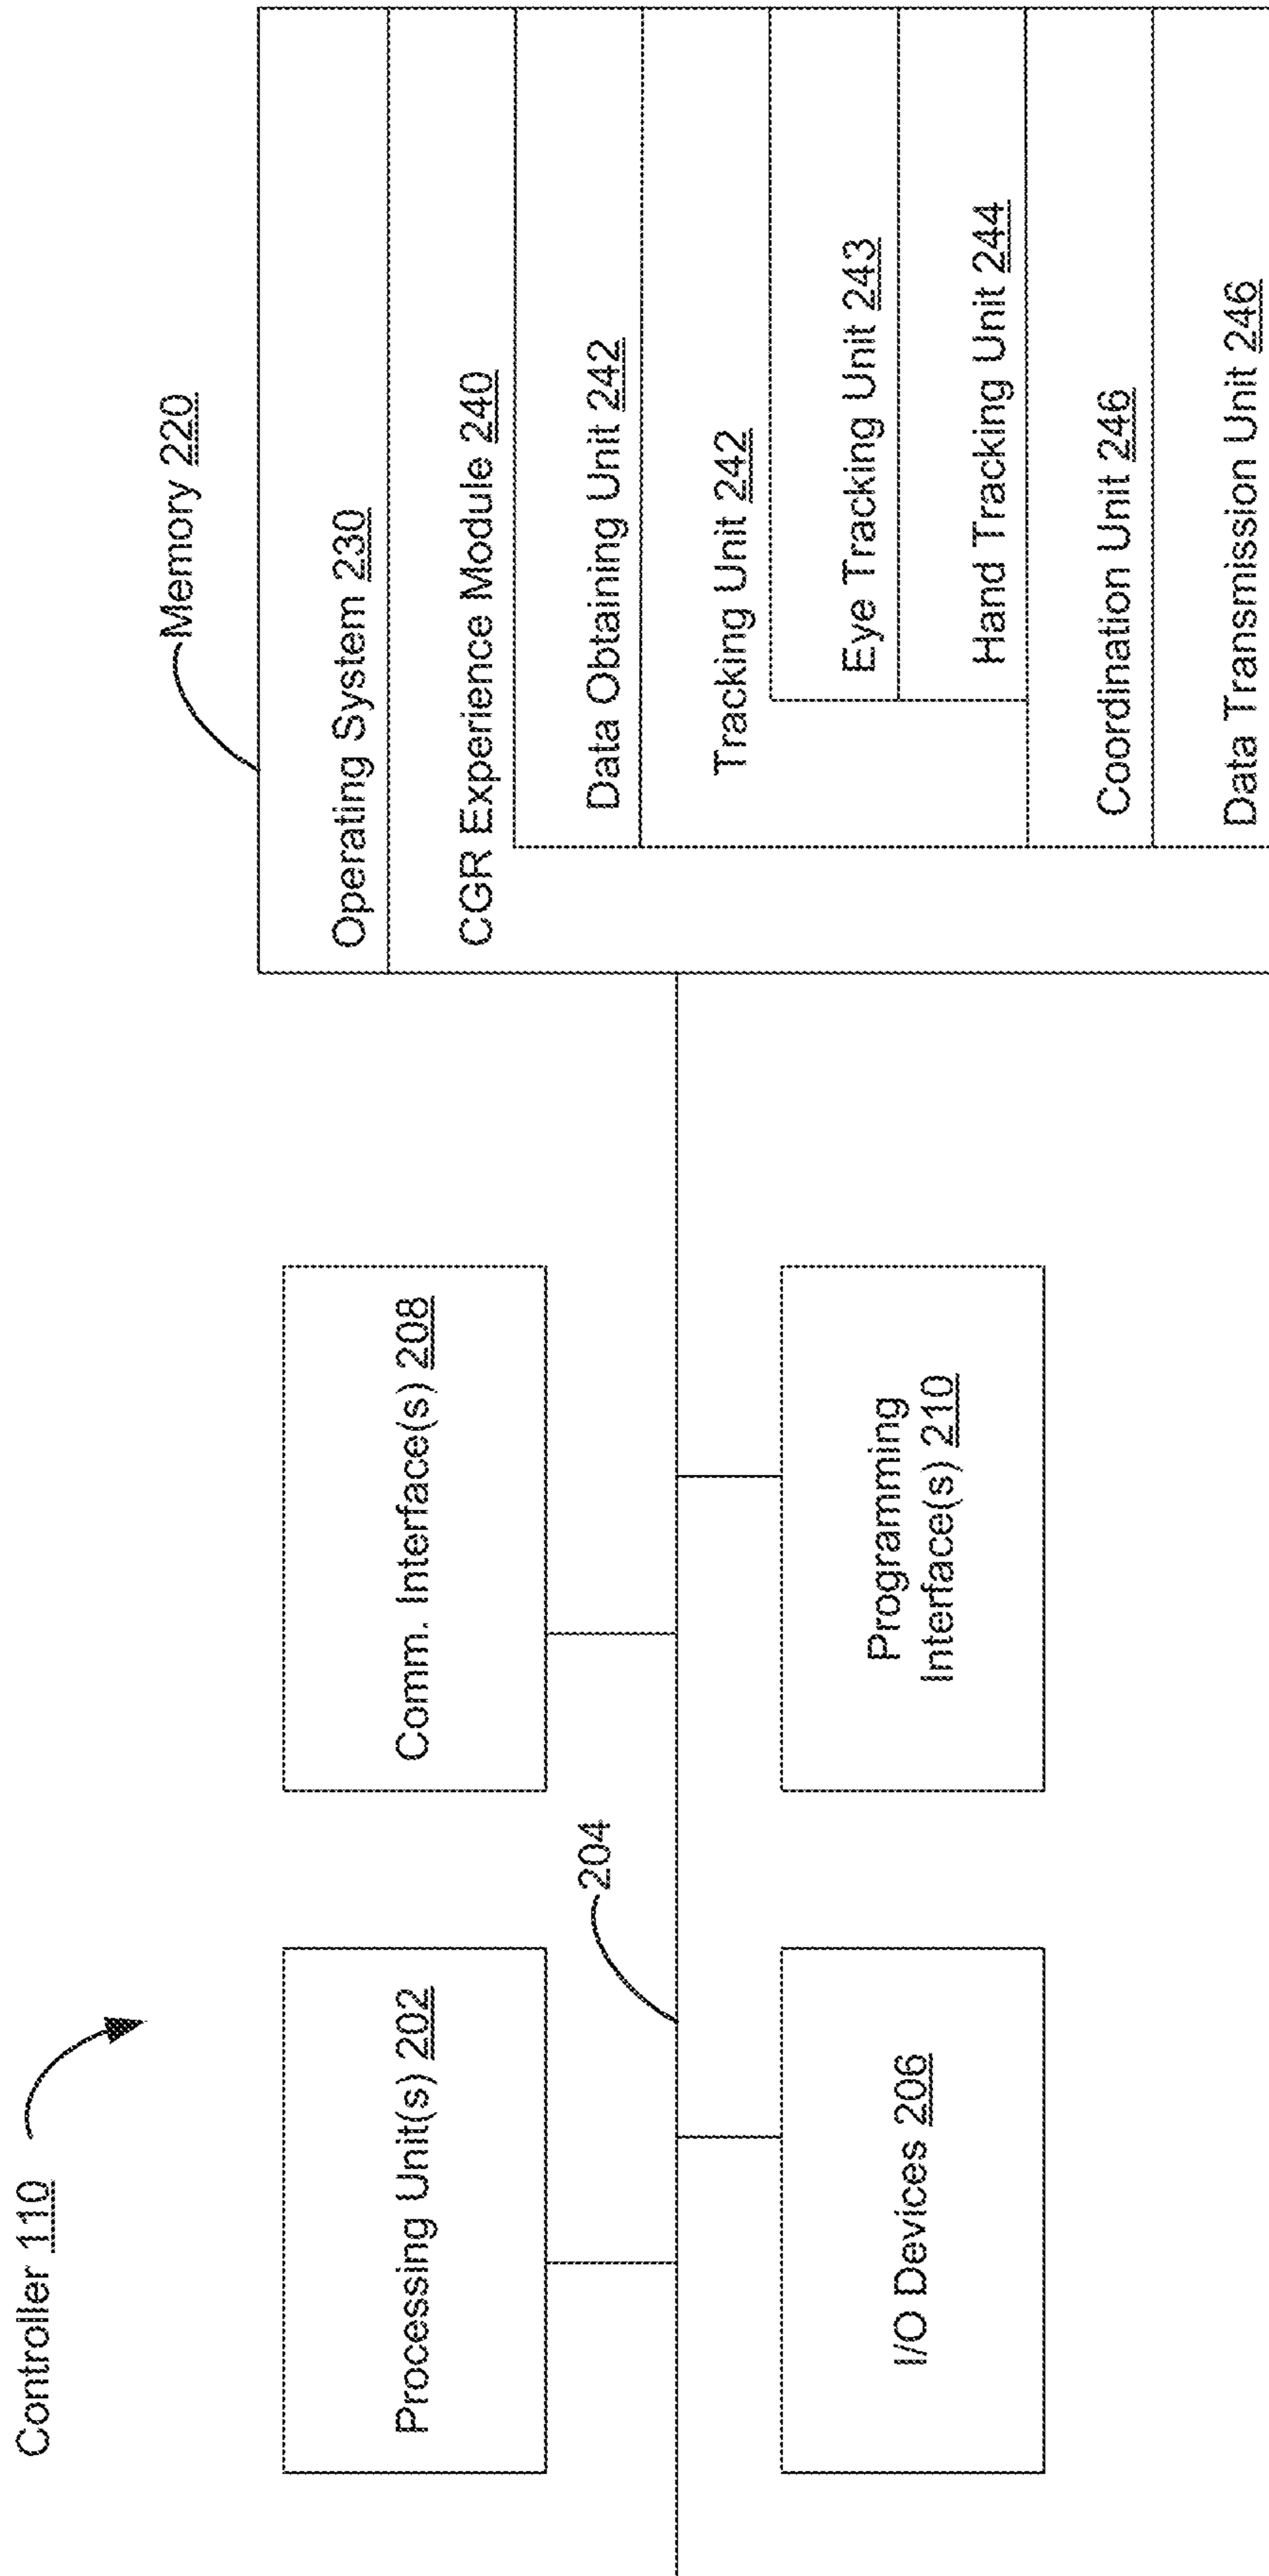 Controller 110
Memory 220
Processing Unit(s) 202
Comm. Interface(s) 208
204
I/O Devices 206
Programming
Interface(s) 210
Operating System 230
CGR Experience Module 240
Data Obtaining Unit 242
Tracking Unit 242
Eye Tracking Unit 243
Hand Tracking Unit 244
Coordination Unit 246
Data Transmission Unit 246